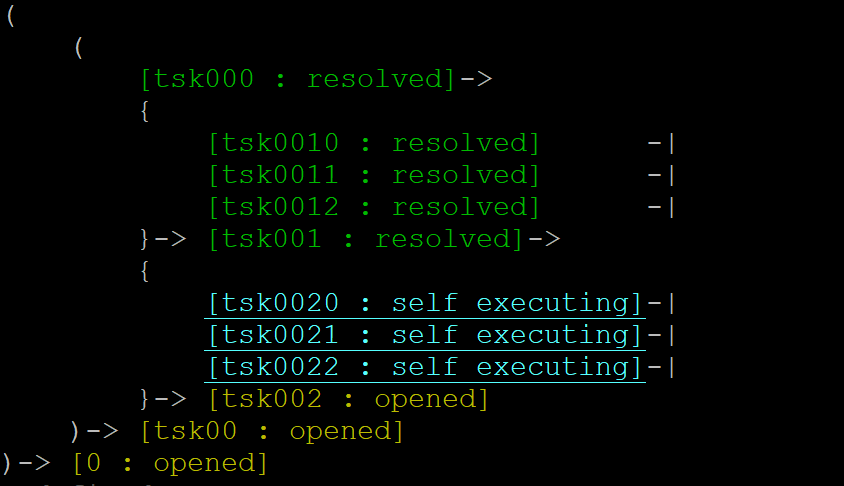 (
(
[tsk000 : resolved]->
{
[tsk0010 : resolved] -|
[tsk0011 : resolved] -|
[tsk0012 : resolved] -|
}-> [tsk001 : resolved]->
{
[tsk0020 : self executing]-|
[tsk0021 : self executing]-|
[tsk0022 : self executing]-|
}-> [tsk002 : opened]
)-> [tsk00 : opened]
)-> [0 : opened]